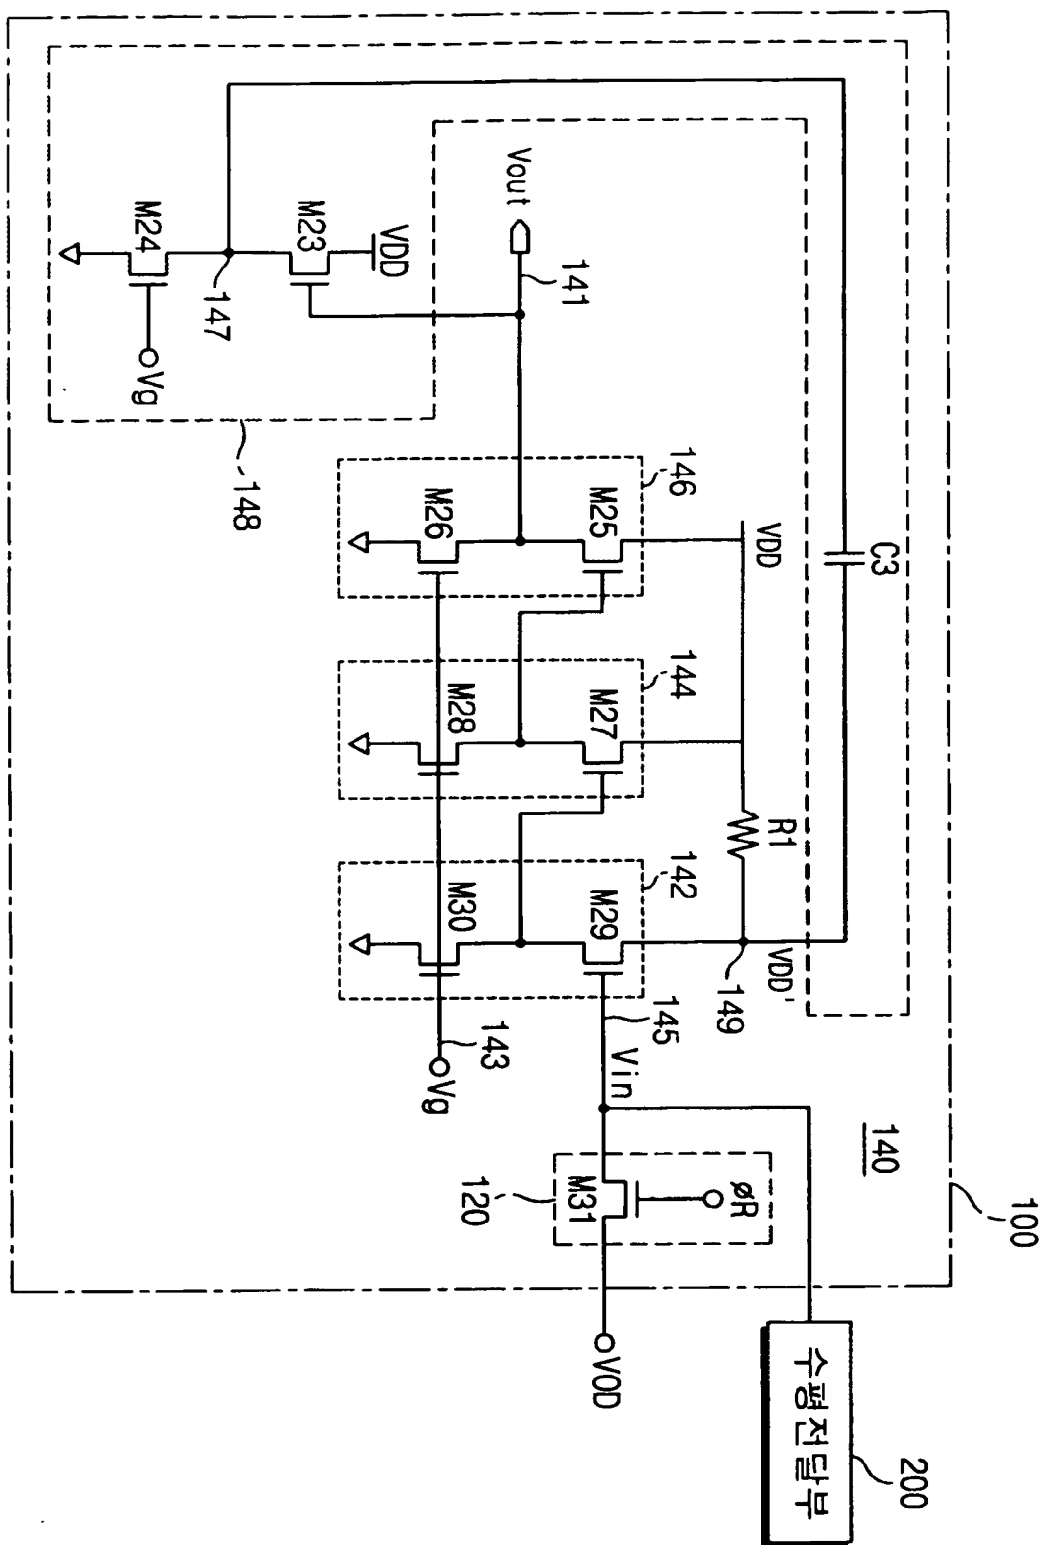 100
200
수평전달부
140
C3
VDD'
149
R1
VDD
142
144
146
M29
M27
M25
M30
M28
M26
145
Vin
143
Vg
øR
M31
120
VOD
Vout
141
VDD
M23
M24
147
Vg
148